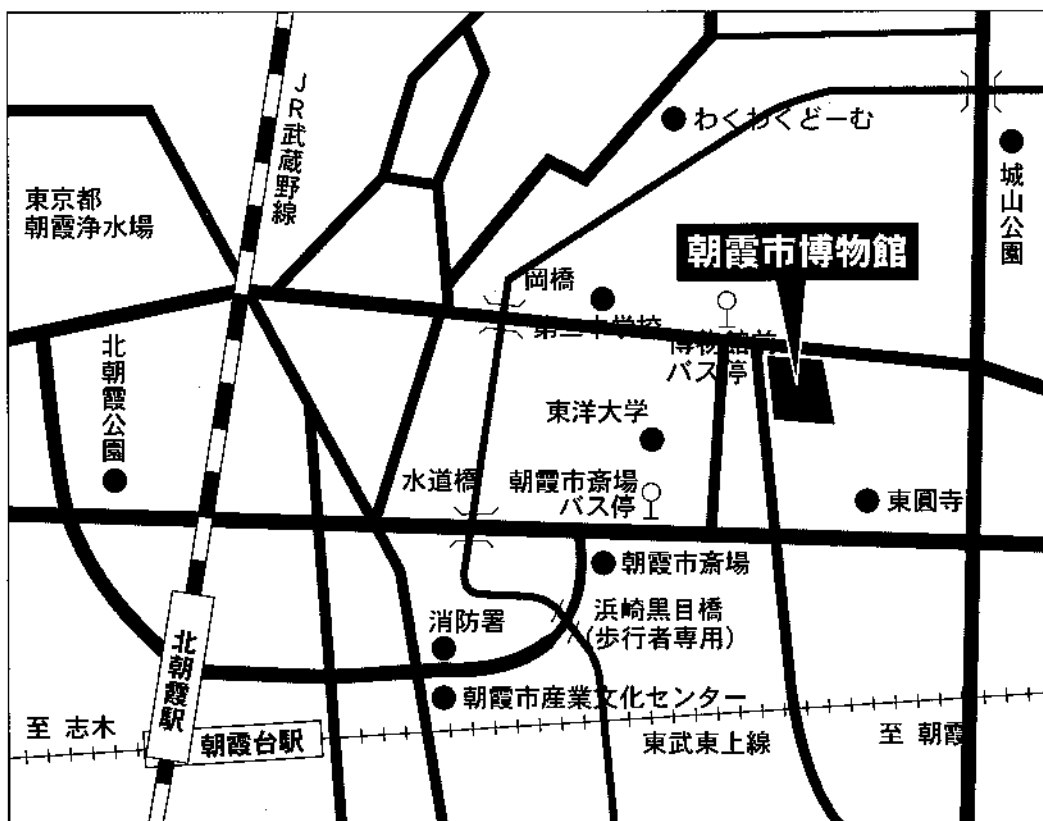 JR武蔵野線
わくわくどーむ
城山公園
東京都
朝霞浄水場
朝霞市博物館
岡橋
第二中学校
博物館前
バス停
北朝霞公園
東洋大学
水道橋
朝霞市斎場
バス停
東圓寺
朝霞市斎場
浜崎黒目橋
(歩行者専用)
消防署
北朝霞駅
朝霞市産業文化センター
至 志木
朝霞台駅
東武東上線
至 朝霞